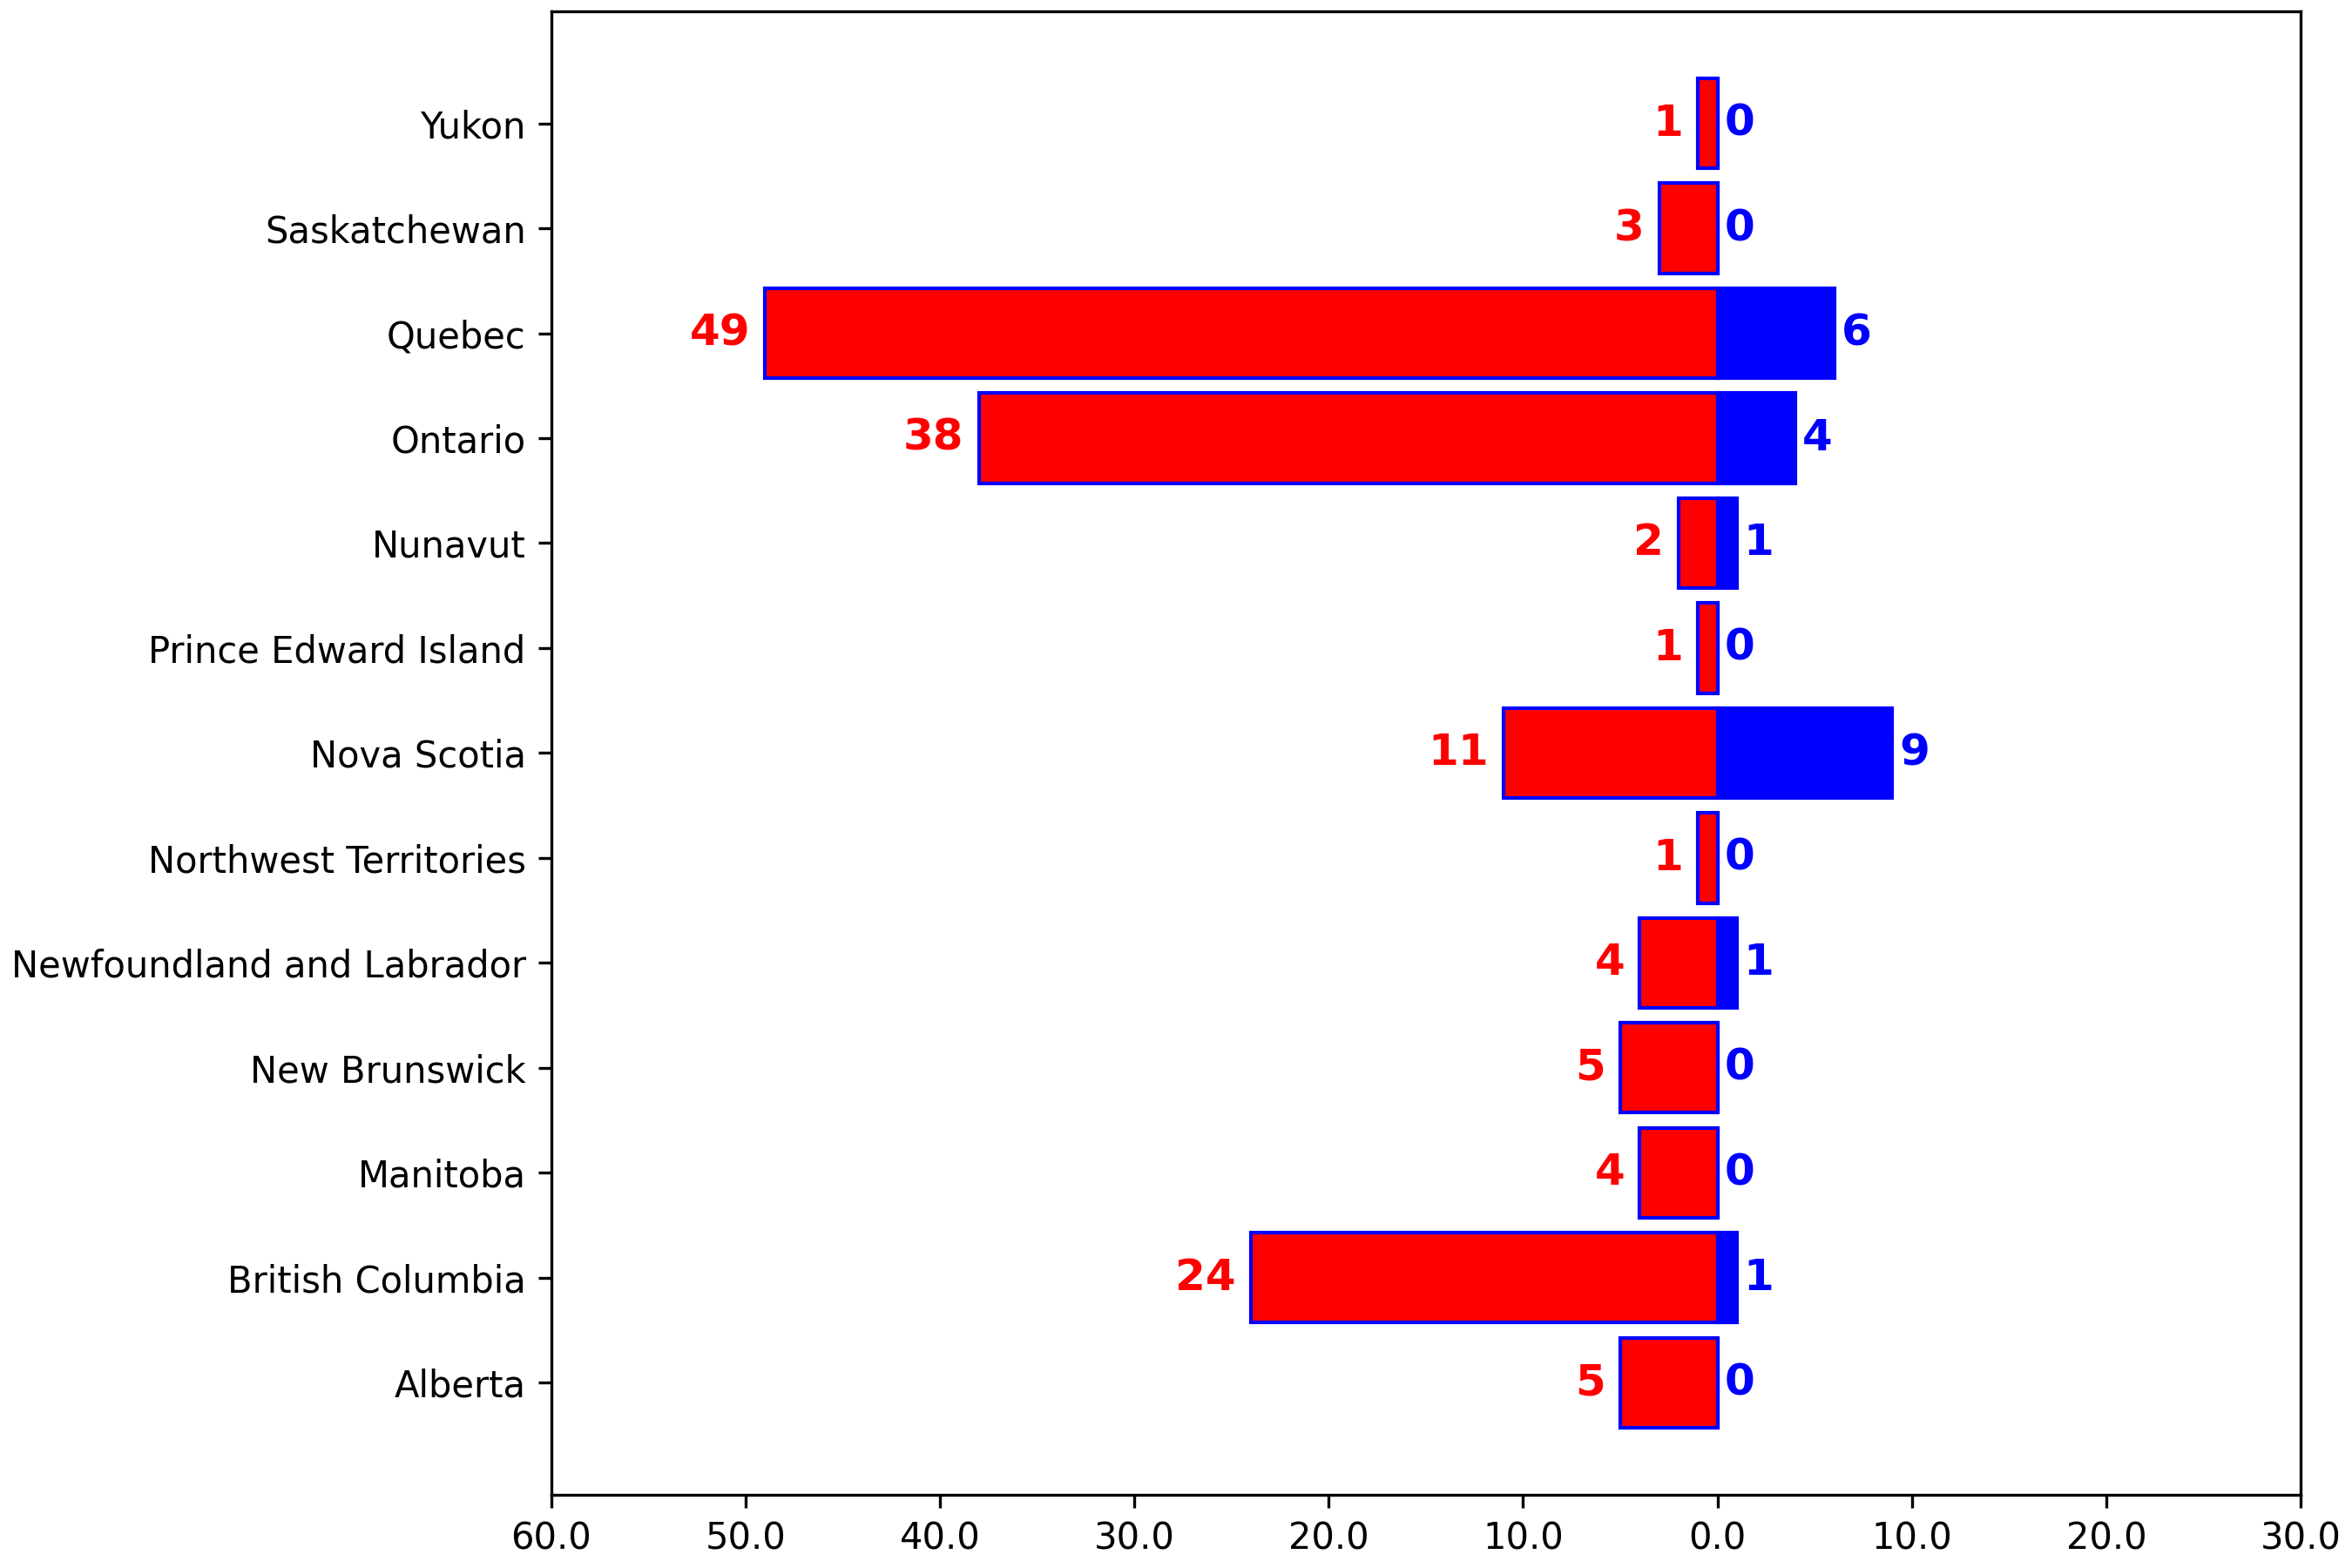 Yukon 1 0
Saskatchewan 3 0
Quebec 49 6
Ontario 38 4
Nunavut 2 1
Prince Edward Island 1 0
Nova Scotia 11 9
Northwest Territories 1 0
Newfoundland and Labrador 4 1
New Brunswick 5 0
Manitoba 4 0
British Columbia 24 1
Alberta 5 0
60.0 50.0 40.0 30.0 20.0 10.0 0.0 10.0 20.0 30.0